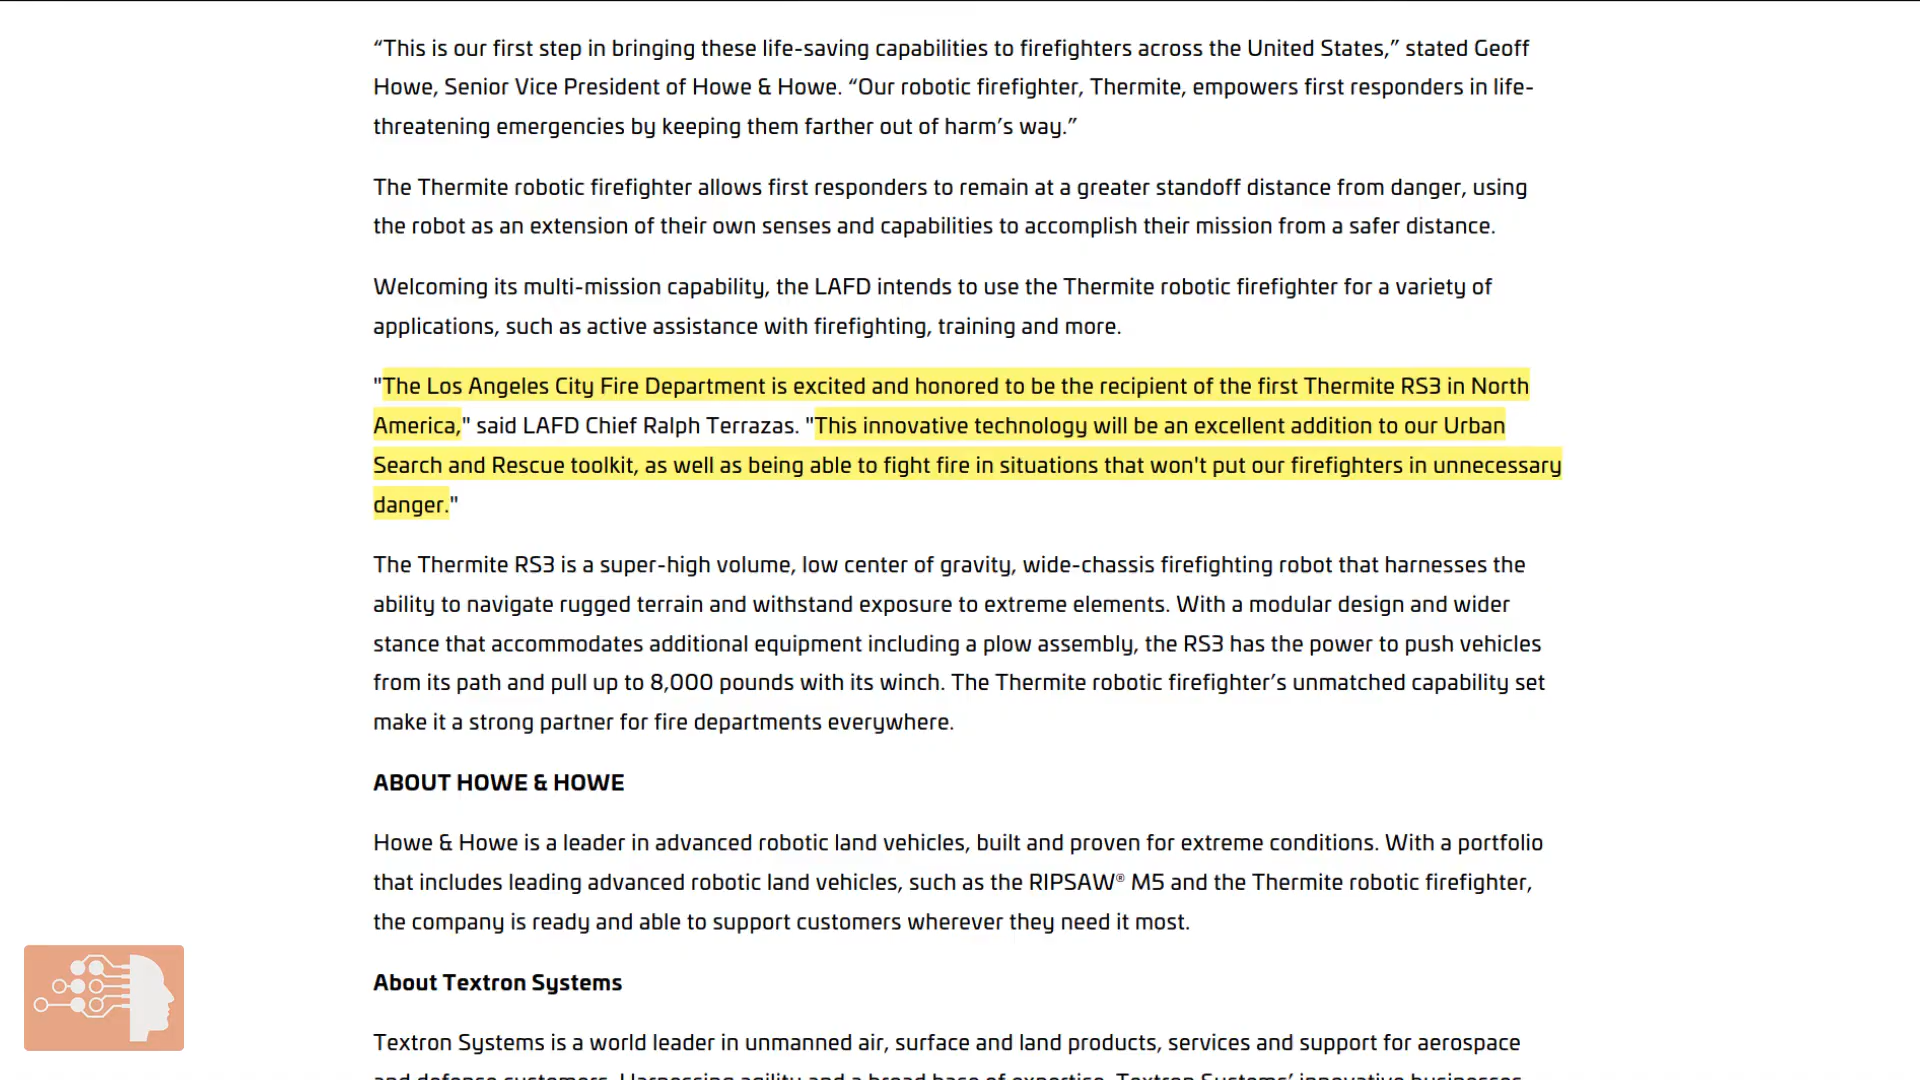 “This is our first step in bringing these life-saving capabilities to firefighters across the United States,” stated Geoff
Howe, Senior Vice President of Howe & Howe. “Our robotic firefighter, Thermite, empowers first responders in life-
threatening emergencies by keeping them farther out of harm’s way.”
The Thermite robotic firefighter allows first responders to remain at a greater standoff distance from danger, using
the robot as an extension of their own senses and capabilities to accomplish their mission from a safer distance.
Welcoming its multi-mission capability, the LAFD intends to use the Thermite robotic firefighter for a variety of
applications, such as active assistance with firefighting, training and more.
"The Los Angeles City Fire Department is excited and honored to be the recipient of the first Thermite RS3 in North
America," said LAFD Chief Ralph Terrazas. "This innovative technology will be an excellent addition to our Urban
Search and Rescue toolkit, as well as being able to fight fire in situations that won't put our firefighters in unnecessary
danger."
The Thermite RS3 is a super-high volume, low center of gravity, wide-chassis firefighting robot that harnesses the
ability to navigate rugged terrain and withstand exposure to extreme elements. With a modular design and wider
stance that accommodates additional equipment including a plow assembly, the RS3 has the power to push vehicles
from its path and pull up to 8,000 pounds with its winch. The Thermite robotic firefighter’s unmatched capability set
make it a strong partner for fire departments everywhere.
ABOUT HOWE & HOWE
Howe & Howe is a leader in advanced robotic land vehicles, built and proven for extreme conditions. With a portfolio
that includes leading advanced robotic land vehicles, such as the RIPSAW® M5 and the Thermite robotic firefighter,
the company is ready and able to support customers wherever they need it most.
About Textron Systems
Textron Systems is a world leader in unmanned air, surface and land products, services and support for aerospace
and defense customers. Harnessing agility and a broad base of expertise, Textron Systems’ innovative businesses